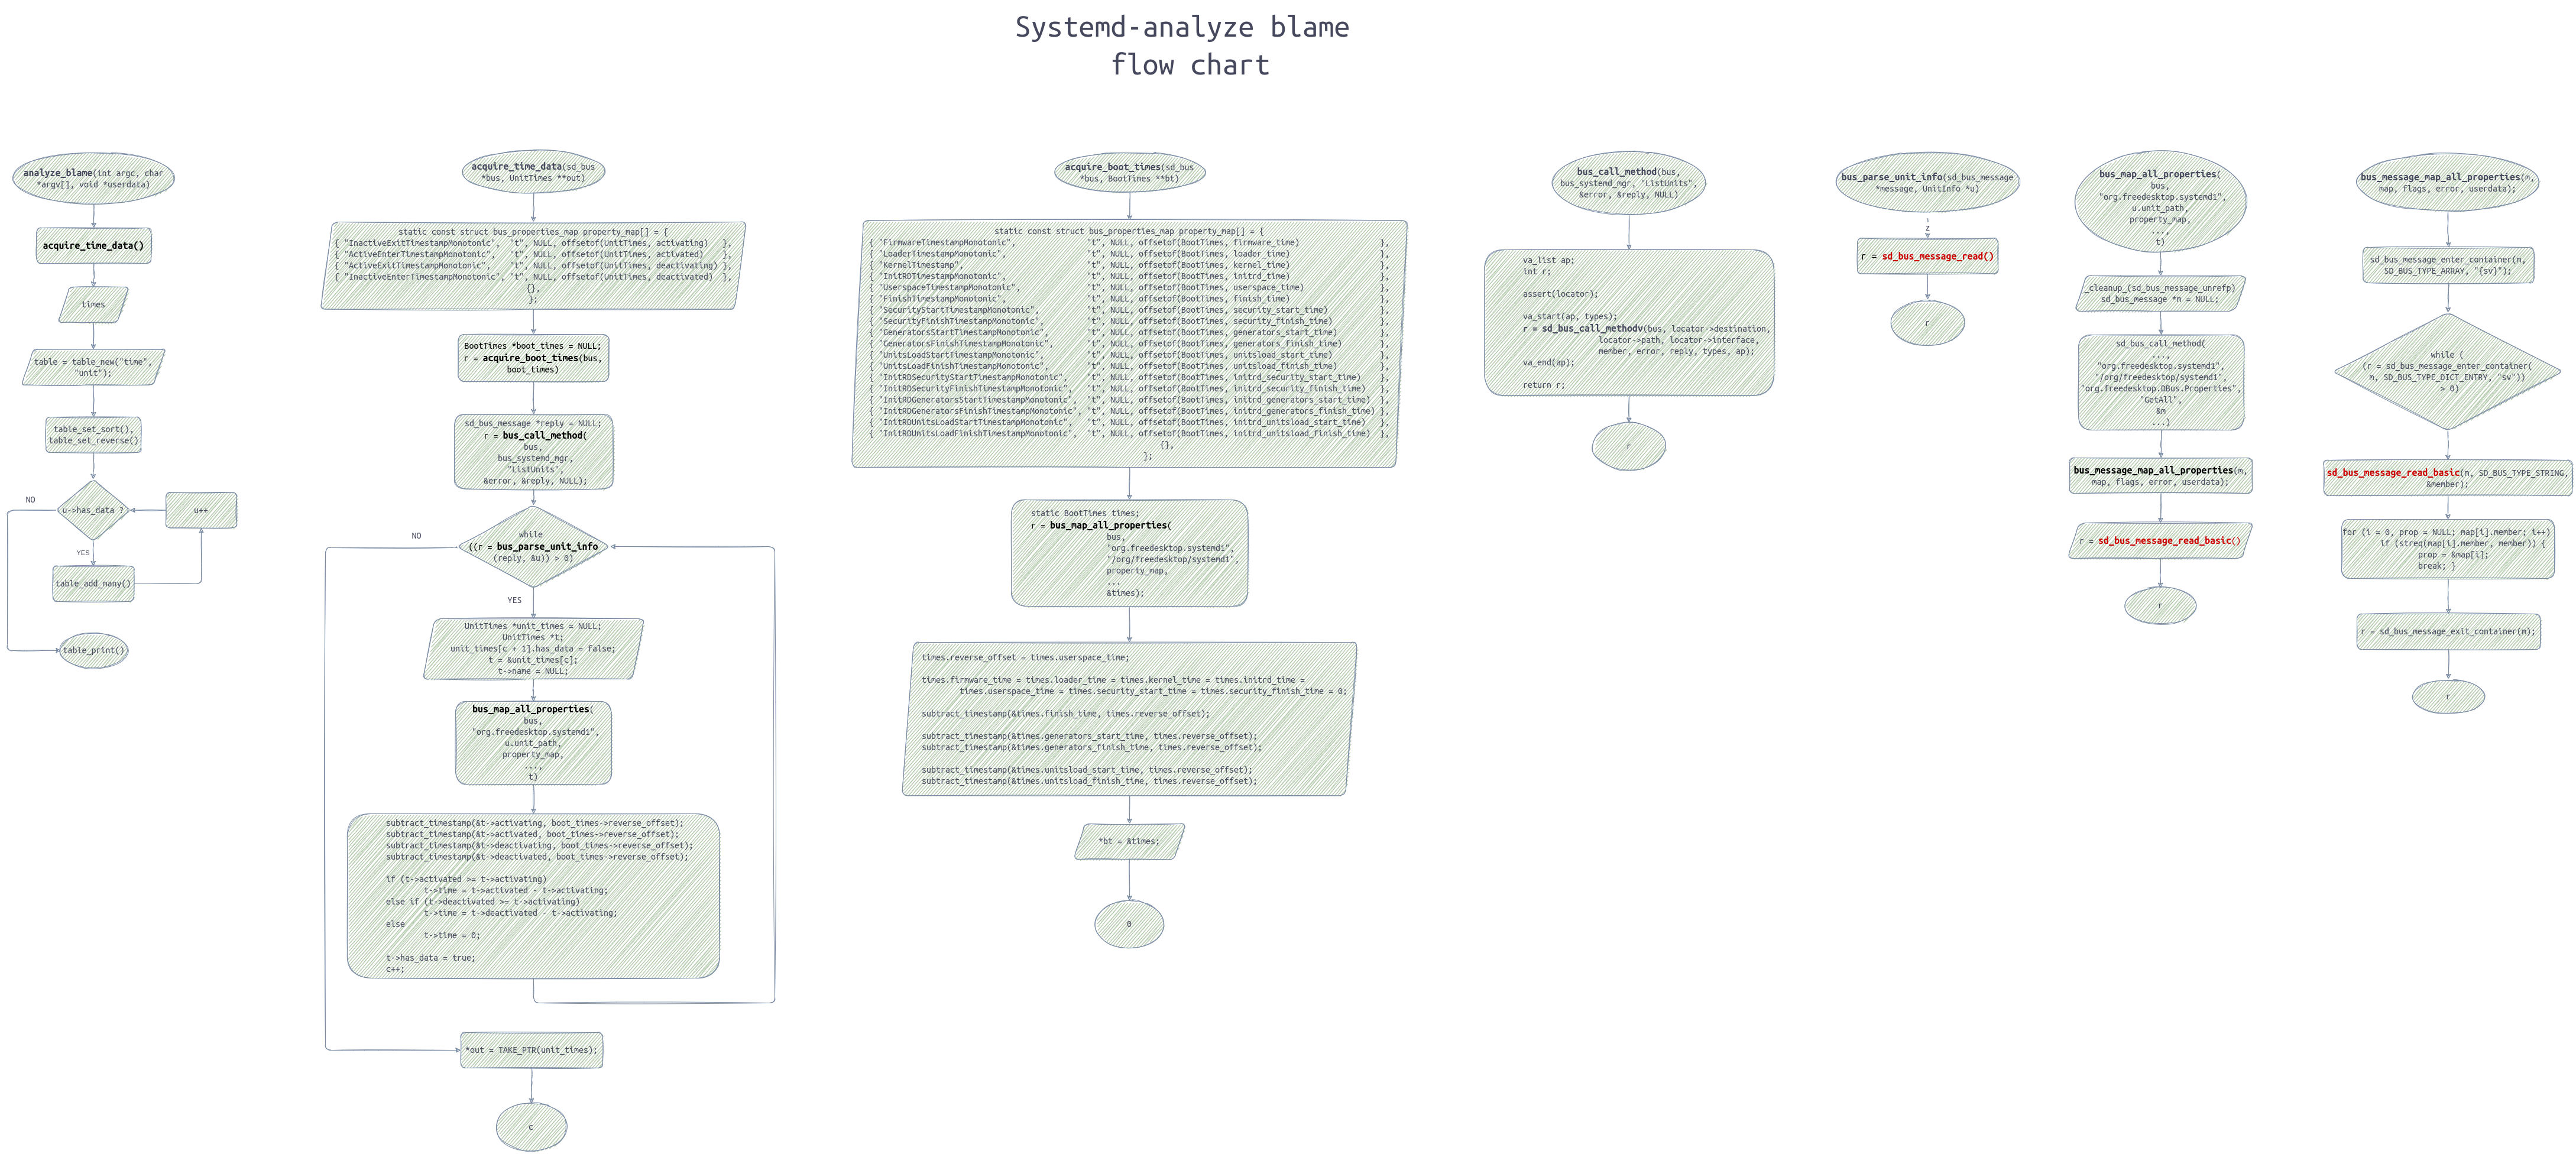 Systemd-analyze blame
flow chart
analyze_blame(int argc, char
*argv[], void *userdata)
acquire_time_data()
times
table = table_new("time",
"unit");
table_set_sort(),
table_set_reverse()
NO
u->has_data ?
u++
YES
table_add_many()
table_print()
acquire_time_data(sd_bus
*bus, UnitTimes **out)
static const struct bus_properties_map property_map[] = {
{ "InactiveExitTimestampMonotonic", "t", NULL, offsetof(UnitTimes, activating) },
{ "ActiveEnterTimestampMonotonic", "t", NULL, offsetof(UnitTimes, activated) },
{ "ActiveExitTimestampMonotonic", "t", NULL, offsetof(UnitTimes, deactivating) },
{ "InactiveEnterTimestampMonotonic", "t", NULL, offsetof(UnitTimes, deactivated) },
{},
};
BootTimes *boot_times = NULL;
r = acquire_boot_times(bus,
boot_times)
sd_bus_message *reply = NULL;
r = bus_call_method(
bus,
bus_systemd_mgr,
"ListUnits",
&error, &reply, NULL);
NO
while
((r = bus_parse_unit_info
(reply, &u)) > 0)
YES
UnitTimes *unit_times = NULL;
UnitTimes *t;
unit_times[c + 1].has_data = false;
t = &unit_times[c];
t->name = NULL;
bus_map_all_properties(
bus,
"org.freedesktop.systemd1",
u.unit_path,
property_map,
...,
t)
subtract_timestamp(&t->activating, boot_times->reverse_offset);
subtract_timestamp(&t->activated, boot_times->reverse_offset);
subtract_timestamp(&t->deactivating, boot_times->reverse_offset);
subtract_timestamp(&t->deactivated, boot_times->reverse_offset);
if (t->activated >= t->activating)
t->time = t->activated - t->activating;
else if (t->deactivated >= t->activating)
t->time = t->deactivated - t->activating;
else
t->time = 0;
t->has_data = true;
c++;
*out = TAKE_PTR(unit_times);
c
acquire_boot_times(sd_bus
*bus, BootTimes **bt)
static const struct bus_properties_map property_map[] = {
{ "FirmwareTimestampMonotonic", "t", NULL, offsetof(BootTimes, firmware_time) },
{ "LoaderTimestampMonotonic", "t", NULL, offsetof(BootTimes, loader_time) },
{ "KernelTimestamp", "t", NULL, offsetof(BootTimes, kernel_time) },
{ "InitRDTimestampMonotonic", "t", NULL, offsetof(BootTimes, initrd_time) },
{ "UserspaceTimestampMonotonic", "t", NULL, offsetof(BootTimes, userspace_time) },
{ "FinishTimestampMonotonic", "t", NULL, offsetof(BootTimes, finish_time) },
{ "SecurityStartTimestampMonotonic", "t", NULL, offsetof(BootTimes, security_start_time) },
{ "SecurityFinishTimestampMonotonic", "t", NULL, offsetof(BootTimes, security_finish_time) },
{ "GeneratorsStartTimestampMonotonic", "t", NULL, offsetof(BootTimes, generators_start_time) },
{ "GeneratorsFinishTimestampMonotonic", "t", NULL, offsetof(BootTimes, generators_finish_time) },
{ "UnitsLoadStartTimestampMonotonic", "t", NULL, offsetof(BootTimes, unitsload_start_time) },
{ "UnitsLoadFinishTimestampMonotonic", "t", NULL, offsetof(BootTimes, unitsload_finish_time) },
{ "InitRDSecurityStartTimestampMonotonic", "t", NULL, offsetof(BootTimes, initrd_security_start_time) },
{ "InitRDSecurityFinishTimestampMonotonic", "t", NULL, offsetof(BootTimes, initrd_security_finish_time) },
{ "InitRDGeneratorsStartTimestampMonotonic", "t", NULL, offsetof(BootTimes, initrd_generators_start_time) },
{ "InitRDGeneratorsFinishTimestampMonotonic", "t", NULL, offsetof(BootTimes, initrd_generators_finish_time) },
{ "InitRDUnitsLoadStartTimestampMonotonic", "t", NULL, offsetof(BootTimes, initrd_unitsload_start_time) },
{ "InitRDUnitsLoadFinishTimestampMonotonic", "t", NULL, offsetof(BootTimes, initrd_unitsload_finish_time) },
{},
};
static BootTimes times;
r = bus_map_all_properties(
bus,
"org.freedesktop.systemd1",
"/org/freedesktop/systemd1",
property_map,
...
&times);
times.reverse_offset = times.userspace_time;
times.firmware_time = times.loader_time = times.kernel_time = times.initrd_time =
times.userspace_time = times.security_start_time = times.security_finish_time = 0;
subtract_timestamp(&times.finish_time, times.reverse_offset);
subtract_timestamp(&times.generators_start_time, times.reverse_offset);
subtract_timestamp(&times.generators_finish_time, times.reverse_offset);
subtract_timestamp(&times.unitsload_start_time, times.reverse_offset);
subtract_timestamp(&times.unitsload_finish_time, times.reverse_offset);
*bt = &times;
0
bus_call_method(bus,
bus_systemd_mgr, "ListUnits",
&error, &reply, NULL)
va_list ap;
int r;
assert(locator);
va_start(ap, types);
r = sd_bus_call_methodv(bus, locator->destination,
locator->path, locator->interface,
member, error, reply, types, ap);
va_end(ap);
return r;
r
bus_parse_unit_info(sd_bus_message
*message, UnitInfo *u)
z
r = sd_bus_message_read()
r
bus_map_all_properties(
bus,
"org.freedesktop.systemd1",
u.unit_path,
property_map,
...,
t)
_cleanup_(sd_bus_message_unrefp)
sd_bus_message *m = NULL;
sd_bus_call_method(
...,
"org.freedesktop.systemd1",
"/org/freedesktop/systemd1",
"org.freedesktop.DBus.Properties",
"GetAll",
&m
...)
bus_message_map_all_properties(m,
map, flags, error, userdata);
r = sd_bus_message_read_basic()
r
bus_message_map_all_properties(m,
map, flags, error, userdata);
sd_bus_message_enter_container(m,
SD_BUS_TYPE_ARRAY, "{sv}");
while (
(r = sd_bus_message_enter_container(
m, SD_BUS_TYPE_DICT_ENTRY, "sv"))
> 0)
sd_bus_message_read_basic(m, SD_BUS_TYPE_STRING,
&member);
for (i = 0, prop = NULL; map[i].member; i++)
if (streq(map[i].member, member)) {
prop = &map[i];
break; }
r = sd_bus_message_exit_container(m);
r